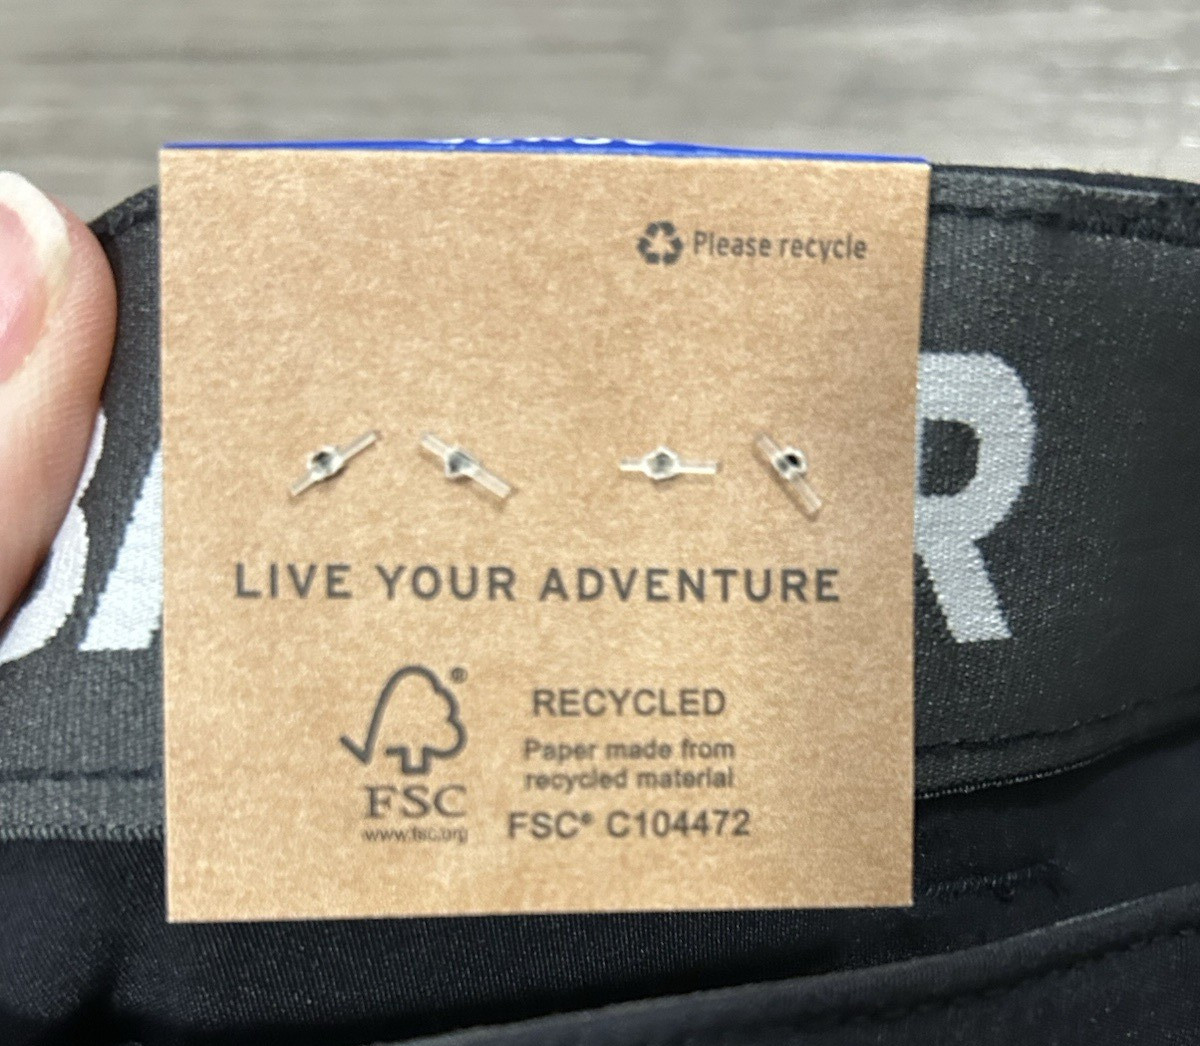 Please recycle
LIVE YOUR ADVENTURE
®
RECYCLED
Paper made from
recycled material
FSC
www.fsc.org
FSC® C104472
R